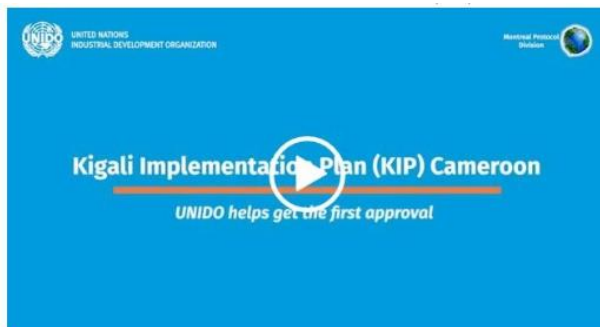 UNIDO
UNITED NATIONS
INDUSTRIAL DEVELOPMENT ORGANIZATION
Montreal Protocol
Division
Kigali Implementation Plan (KIP) Cameroon
UNIDO helps get the first approval